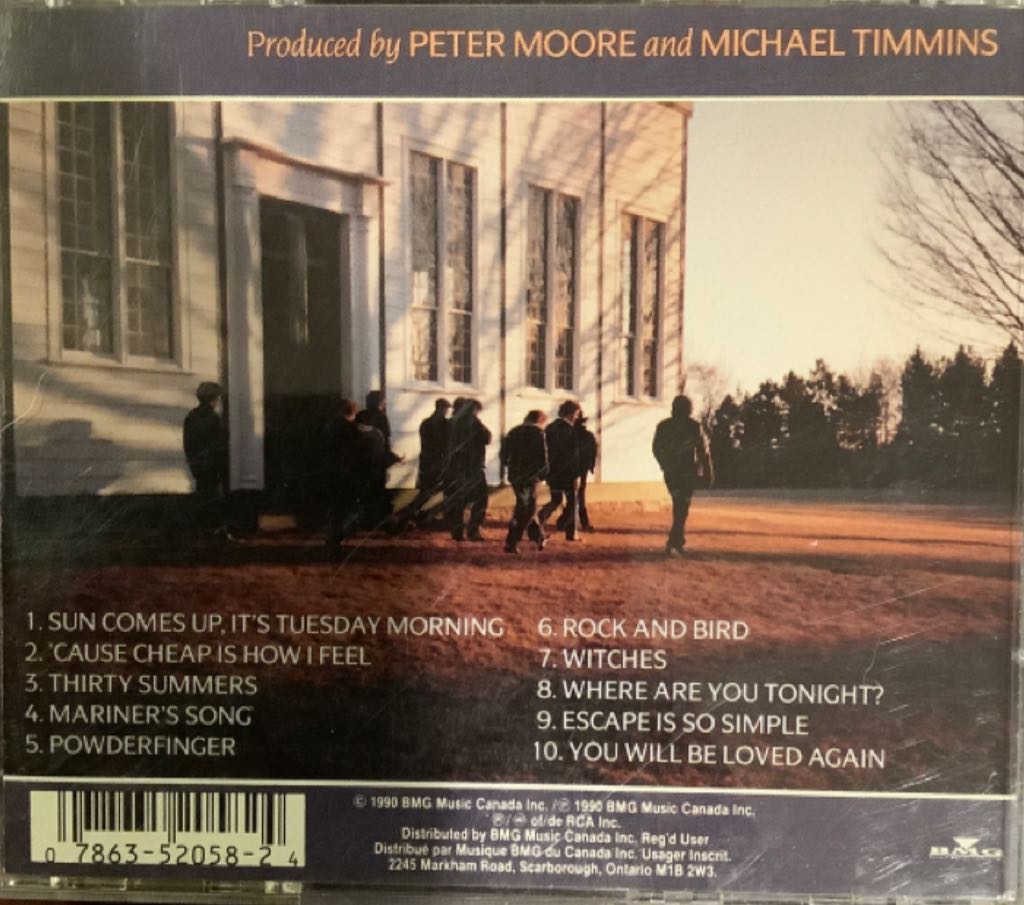 Produced by PETER MOORE and MICHAEL TIMMINS
1. SUN COMES UP, IT'S TUESDAY MORNING
2. 'CAUSE CHEAP IS HOW I FEEL
3. THIRTY SUMMERS
4. MARINER'S SONG
5. POWDERFINGER
6. ROCK AND BIRD
7. WITCHES
8. WHERE ARE YOU TONIGHT?
9. ESCAPE IS SO SIMPLE
10. YOU WILL BE LOVED AGAIN
0 7863-52058-2 4
© 1990 BMG Music Canada Inc. /℗ 1990 BMG Music Canada Inc.
of/de RCA Inc.
Distributed by BMG Music Canada Inc. Reg'd User
Distribué par Musique BMG du Canada Inc. Usager Inscrit.
2245 Markham Road, Scarborough, Ontario M1B 2W3.
BMG